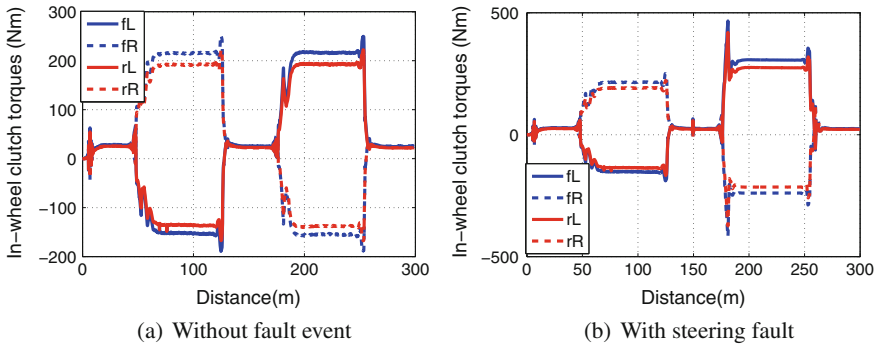 In-wheel clutch torques (Nm)
300
200
100
0
-100
-200
fL
fR
rL
rR
0
100
200
300
Distance(m)
(a) Without fault event
In-wheel clutch torques (Nm)
500
0
-500
fL
fR
rL
rR
0
50
100
150
200
250
300
Distance(m)
(b) With steering fault